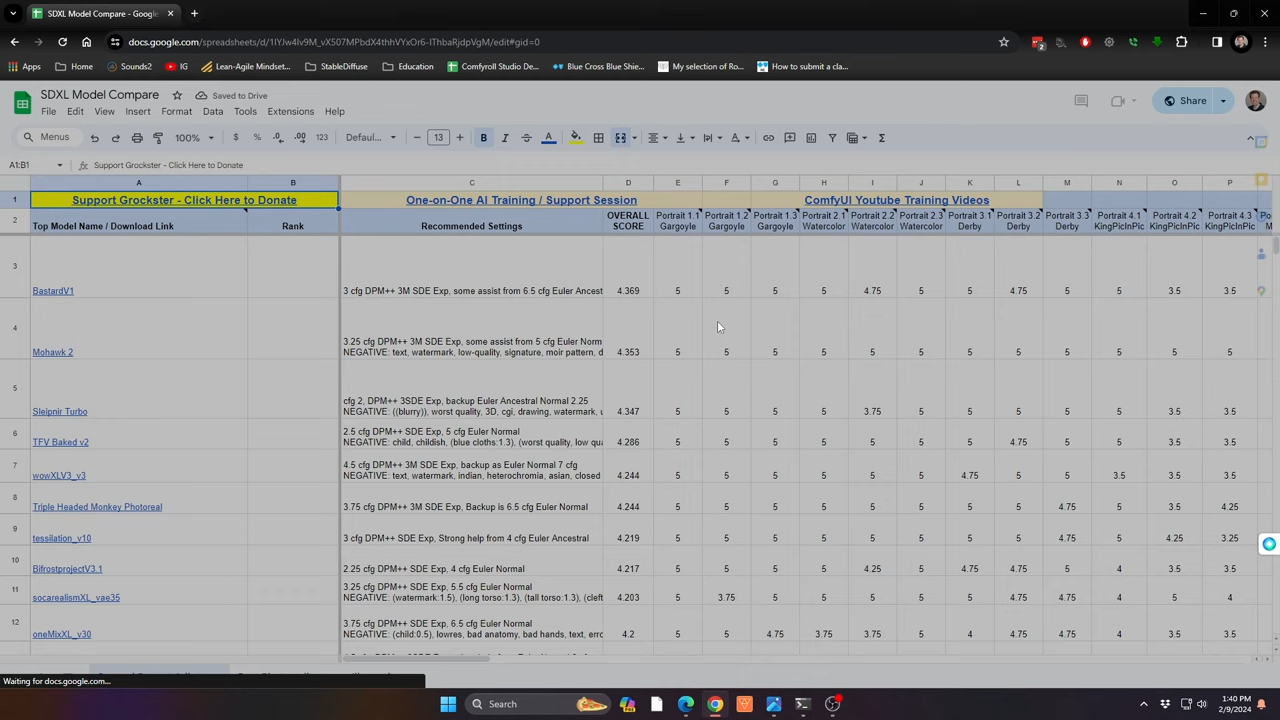 SDXL Model Compare - Google
docs.google.com/spreadsheets/d/1IYJw4Iv9M_vX507MPbdX4thhVYxOr6-IThbaRjdpVgM/edit#gid=0
Apps Home Sounds2 IG Lean-Agile Mindset... StableDiffuse Education Comfyroll Studio De... Blue Cross Blue Shie... My selection of Ro... How to submit a cla...
SDXL Model Compare Saved to Drive
File Edit View Insert Format Data Tools Extensions Help
Share
Menus 100% $ % .0 .00 123 Defaul... 13 B I A
A1:B1 fx Support Grockster - Click Here to Donate
A B C D E F G H I J K L M N O P
1 Support Grockster - Click Here to Donate One-on-One AI Training / Support Session ComfyUI Youtube Training Videos
2 Top Model Name / Download Link Rank Recommended Settings OVERALL SCORE Portrait 1.1 Gargoyle Portrait 1.2 Gargoyle Portrait 1.3 Gargoyle Portrait 2.1 Watercolor Portrait 2.2 Watercolor Portrait 2.3 Watercolor Portrait 3.1 Derby Portrait 3.2 Derby Portrait 3.3 Derby Portrait 4.1 KingPicInPic Portrait 4.2 KingPicInPic Portrait 4.3 KingPicInPic
3 BastardV1 3 cfg DPM++ 3M SDE Exp, some assist from 6.5 cfg Euler Ancest 4.369 5 5 5 5 4.75 5 5 4.75 5 5 3.5 3.5
4 Mohawk 2 3.25 cfg DPM++ 3M SDE Exp, some assist from 5 cfg Euler Norm
NEGATIVE: text, watermark, low-quality, signature, moir pattern, d 4.353 5 5 5 5 5 5 5 5 5 5 5 5
5 Sleipnir Turbo cfg 2, DPM++ 3SDE Exp, backup Euler Ancestral Normal 2.25
NEGATIVE: ((blurry)), worst quality, 3D, cgi, drawing, watermark, u 4.347 5 5 5 5 3.75 5 5 5 5 5 3.5 3.5
6 TFV Baked v2 2.5 cfg DPM++ SDE Exp, 5 cfg Euler Normal
NEGATIVE: child, childish, (blue cloths:1.3), (worst quality, low qua 4.286 5 5 5 5 5 5 5 4.75 5 5 3.5 3.5
7 wowXLV3_v3 4.5 cfg DPM++ 3M SDE Exp, backup as Euler Normal 7 cfg
NEGATIVE: text, watermark, indian, heterochromia, asian, closed 4.244 5 5 5 5 5 5 4.75 5 5 3.5 5 3.5
8 Triple Headed Monkey Photoreal 3.75 cfg DPM++ 3M SDE Exp, Backup is 6.5 cfg Euler Normal 4.244 5 5 5 5 5 5 5 5 4.75 5 3.5 4.25
9 tessilation_v10 3 cfg DPM++ SDE Exp, Strong help from 4 cfg Euler Ancestral 4.219 5 5 5 5 5 5 5 5 4.75 5 4.25 3.25
10 BifrostprojectV3.1 2.25 cfg DPM++ SDE Exp, 4 cfg Euler Normal 4.217 5 5 5 5 4.25 5 4.75 4.75 5 4 3.5 3.5
11 socarealismXL_vae35 3.25 cfg DPM++ SDE Exp, 5.5 cfg Euler Normal
NEGATIVE: (watermark:1.5), (long torso:1.3), (tall torso:1.3), (cleft 4.203 5 3.75 5 5 5 5 5 4.75 4.75 4 5 4
12 oneMixXL_v30 3.75 cfg DPM++ SDE Exp, 6.5 cfg Euler Normal
NEGATIVE: (child:0.5), lowres, bad anatomy, bad hands, text, erro 4.2 5 5 4.75 3.75 3.75 5 4 4.75 4.75 4 3.5 3.5
Waiting for docs.google.com...
Search
1:40 PM
2/9/2024